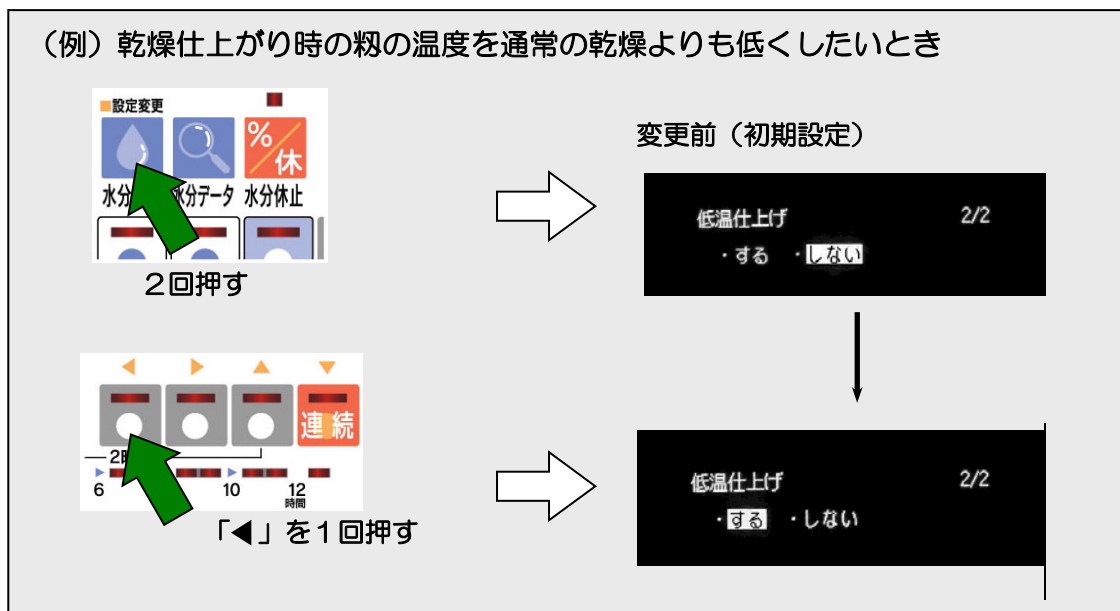 （例）乾燥仕上がり時の籾の温度を通常の乾燥よりも低くしたいとき
■設定変更
%休
水分
水分データ
水分休止
２回押す
変更前（初期設定）
低温仕上げ 2/2
・する ・しない
◀ ▶ ▲ ▼
連続
6 10 12
時間
「◀」を１回押す
低温仕上げ 2/2
・する ・しない